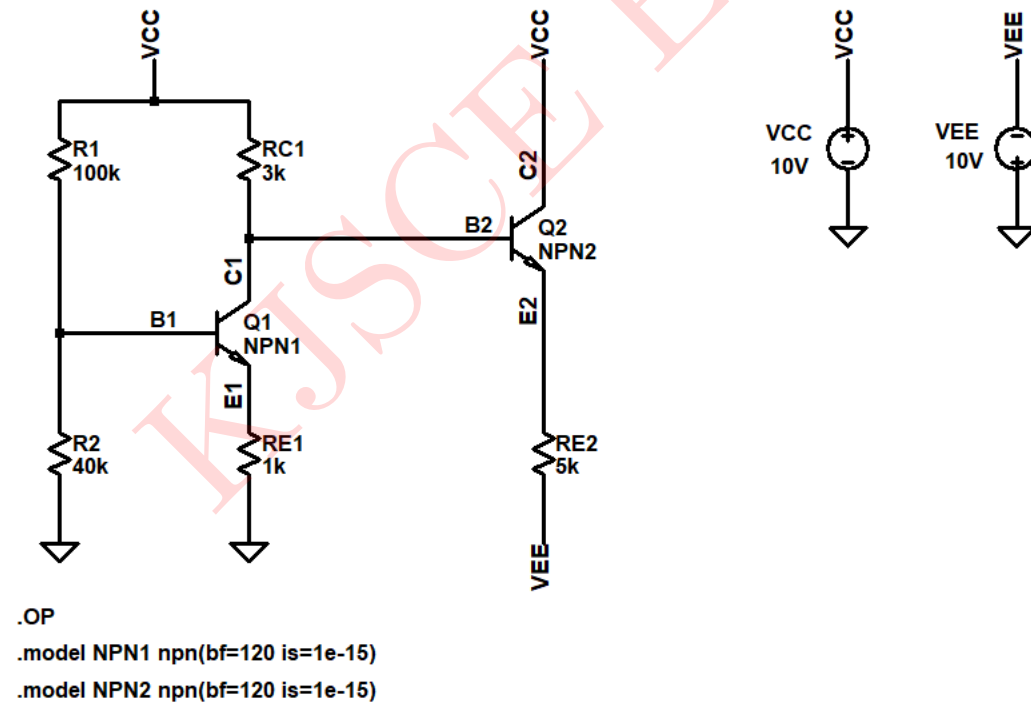 VCC
VCC
VCC
VEE
R1
100k
RC1
3k
C2
VCC
10V
VEE
10V
B2
Q2
NPN2
C1
B1
Q1
NPN1
E2
E1
R2
40k
RE1
1k
RE2
5k
VEE
.OP
.model NPN1 npn(bf=120 is=1e-15)
.model NPN2 npn(bf=120 is=1e-15)
KJSCE